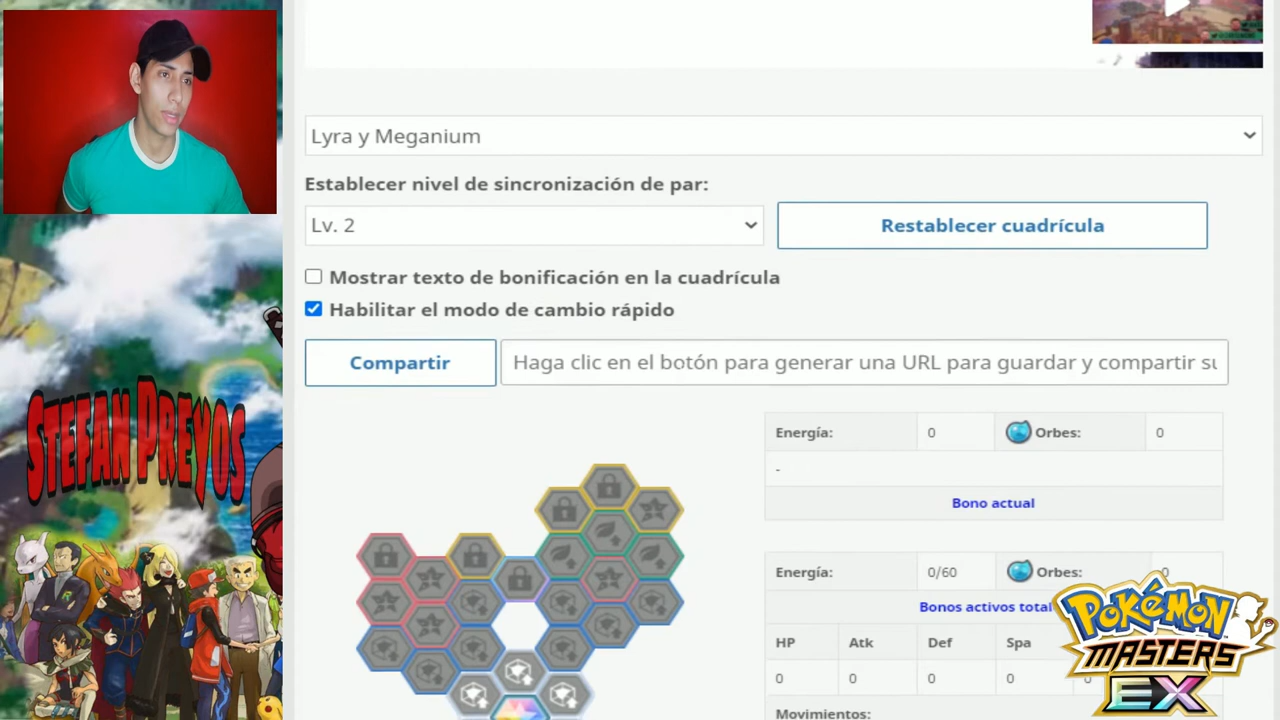 Lyra y Meganium
Establecer nivel de sincronización de par:
Lv. 2
Restablecer cuadrícula
Mostrar texto de bonificación en la cuadrícula
Habilitar el modo de cambio rápido
Compartir
Haga clic en el botón para generar una URL para guardar y compartir su
STEFAN PREYOS
Energía: 0 Orbes: 0
-
Bono actual
Energía: 0/60 Orbes: 0
Bonos activos total
HP Atk Def Spa
0 0 0 0 0
Movimientos:
POKéMON
MASTERS
EX